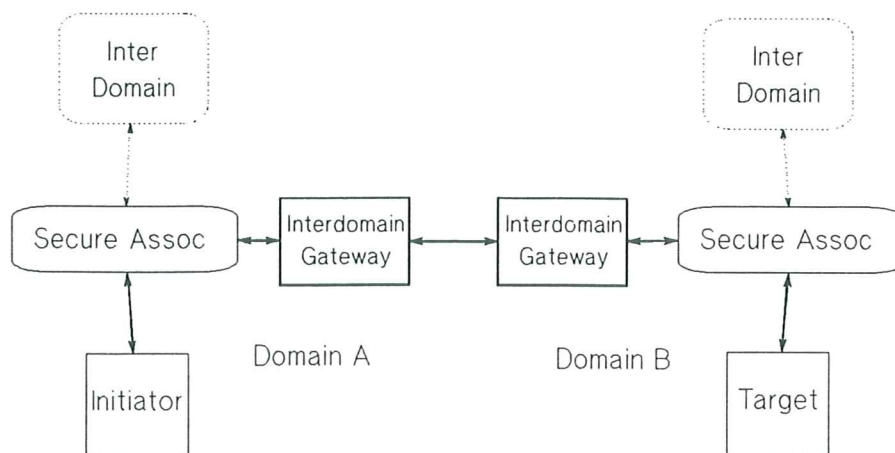 Inter
Domain
Inter
Domain
Secure Assoc
Interdomain
Gateway
Interdomain
Gateway
Secure Assoc
Domain A
Domain B
Initiator
Target